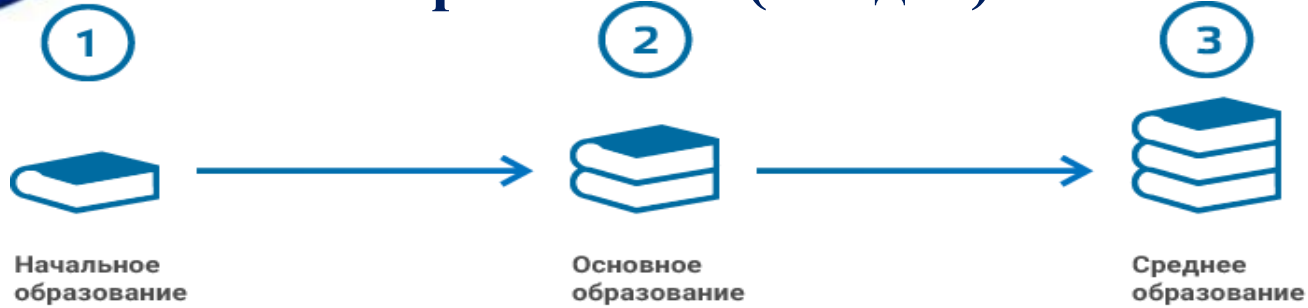 1
2
3
Начальное
образование
Основное
образование
Среднее
образование